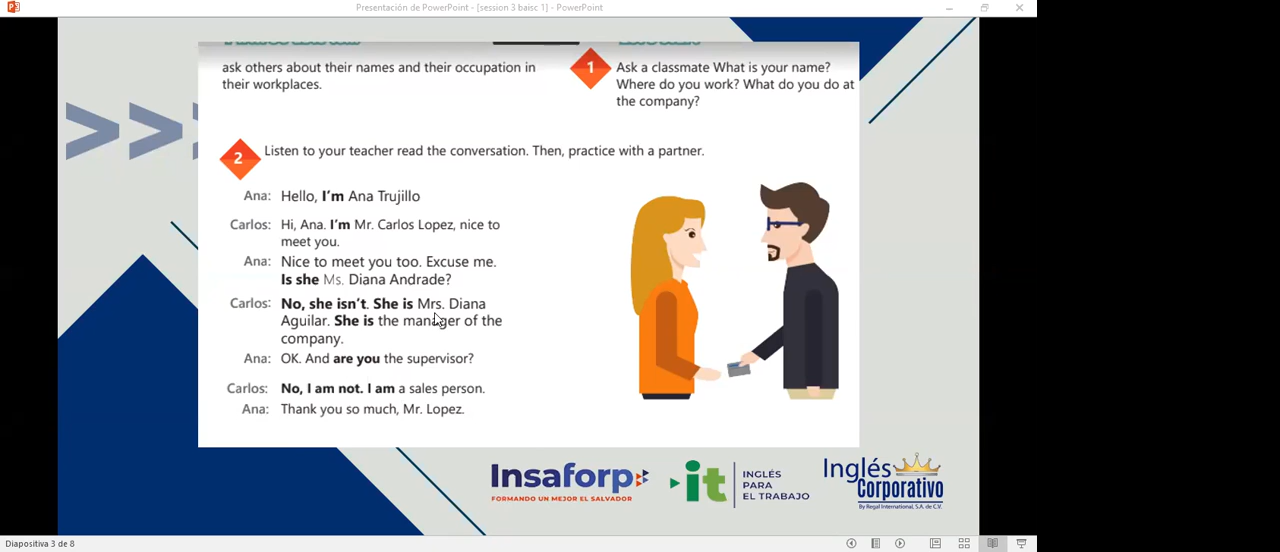 Presentación de PowerPoint - [session 3 baisc 1] - PowerPoint
ask others about their names and their occupation in
their workplaces.
1
Ask a classmate What is your name?
Where do you work? What do you do at
the company?
2
Listen to your teacher read the conversation. Then, practice with a partner.
Ana: Hello, I'm Ana Trujillo
Carlos: Hi, Ana. I'm Mr. Carlos Lopez, nice to
meet you.
Ana: Nice to meet you too. Excuse me.
Is she Ms. Diana Andrade?
Carlos: No, she isn't. She is Mrs. Diana
Aguilar. She is the manager of the
company.
Ana: OK. And are you the supervisor?
Carlos: No, I am not. I am a sales person.
Ana: Thank you so much, Mr. Lopez.
Insaforp
FORMANDO UN MEJOR EL SALVADOR
it
INGLÉS
PARA
EL TRABAJO
Inglés
Corporativo
By Regal International, S.A. de C.V.
Diapositiva 3 de 8